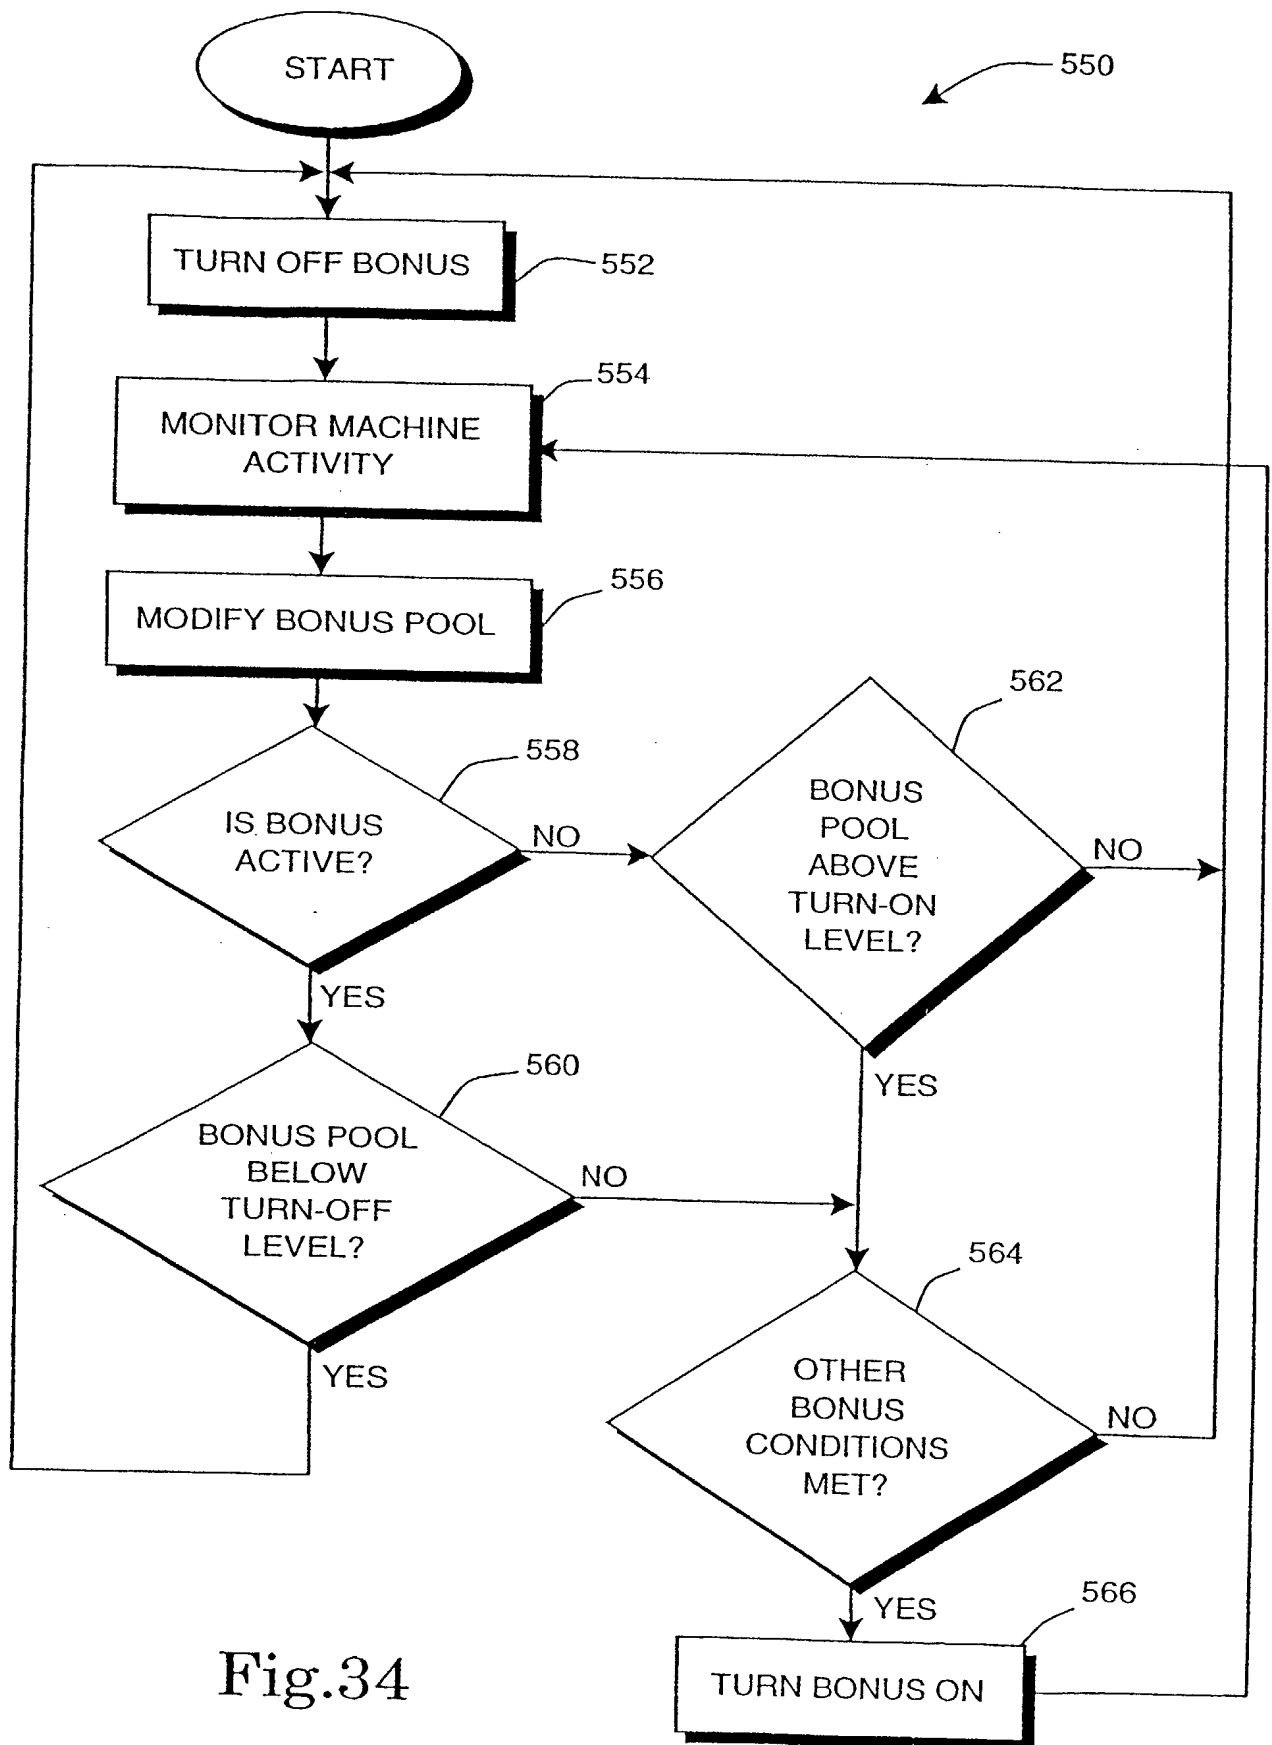 START
550
TURN OFF BONUS
552
554
MONITOR MACHINE
ACTIVITY
556
MODIFY BONUS POOL
558
IS BONUS
ACTIVE?
NO
YES
562
BONUS
POOL
ABOVE
TURN-ON
LEVEL?
NO
YES
560
BONUS POOL
BELOW
TURN-OFF
LEVEL?
NO
YES
564
OTHER
BONUS
CONDITIONS
MET?
NO
YES
566
TURN BONUS ON
Fig.34